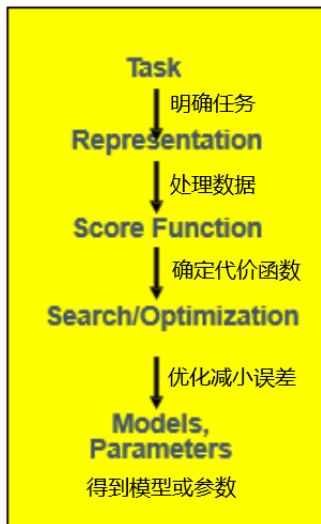 Task
明确任务
Representation
处理数据
Score Function
确定代价函数
Search/Optimization
优化减小误差
Models,
Parameters
得到模型或参数